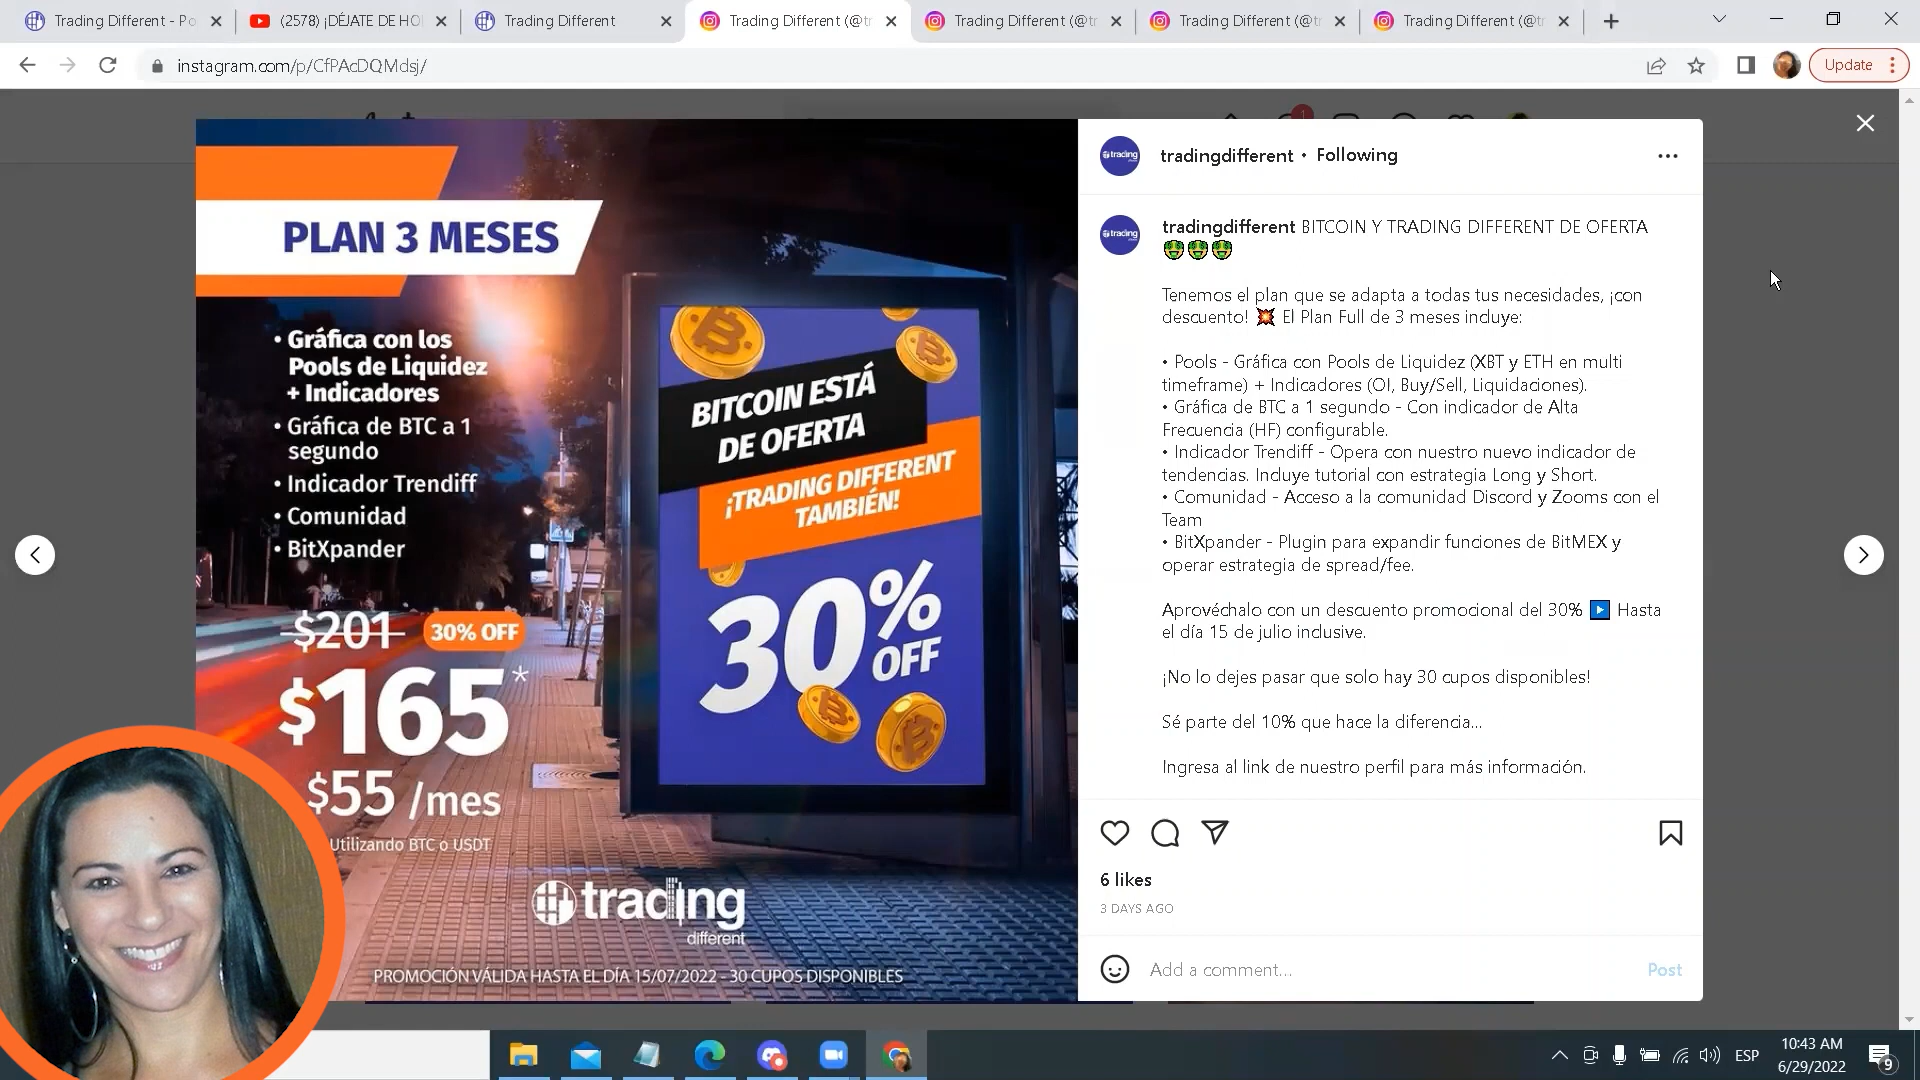 Trading Different - Po
(2578) ¡DÉJATE DE HO
Trading Different
Trading Different (@tr
Trading Different (@tr
Trading Different (@tr
Trading Different (@tr
instagram.com/p/CfPAcDQMdsj/
Update
1
PLAN 3 MESES
• Gráfica con los
Pools de Liquidez
+ Indicadores
• Gráfica de BTC a 1
segundo
• Indicador Trendiff
• Comunidad
• BitXpander
$201
30% OFF
$165*
$55 /mes
Utilizando BTC o USDT
BITCOIN ESTÁ
DE OFERTA
¡TRADING DIFFERENT
TAMBIÉN!
30%
OFF
trading
different
PROMOCIÓN VÁLIDA HASTA EL DÍA 15/07/2022 - 30 CUPOS DISPONIBLES
trading
tradingdifferent • Following
trading
tradingdifferent BITCOIN Y TRADING DIFFERENT DE OFERTA
🤑🤑🤑
Tenemos el plan que se adapta a todas tus necesidades, ¡con
descuento! 💥 El Plan Full de 3 meses incluye:
• Pools - Gráfica con Pools de Liquidez (XBT y ETH en multi
timeframe) + Indicadores (OI, Buy/Sell, Liquidaciones).
• Gráfica de BTC a 1 segundo - Con indicador de Alta
Frecuencia (HF) configurable.
• Indicador Trendiff - Opera con nuestro nuevo indicador de
tendencias. Incluye tutorial con estrategia Long y Short.
• Comunidad - Acceso a la comunidad Discord y Zooms con el
Team
• BitXpander - Plugin para expandir funciones de BitMEX y
operar estrategia de spread/fee.
Aprovéchalo con un descuento promocional del 30% ▶️ Hasta
el día 15 de julio inclusive.
¡No lo dejes pasar que solo hay 30 cupos disponibles!
Sé parte del 10% que hace la diferencia...
Ingresa al link de nuestro perfil para más información.
6 likes
3 DAYS AGO
Add a comment...
Post
ESP
10:43 AM
6/29/2022
9